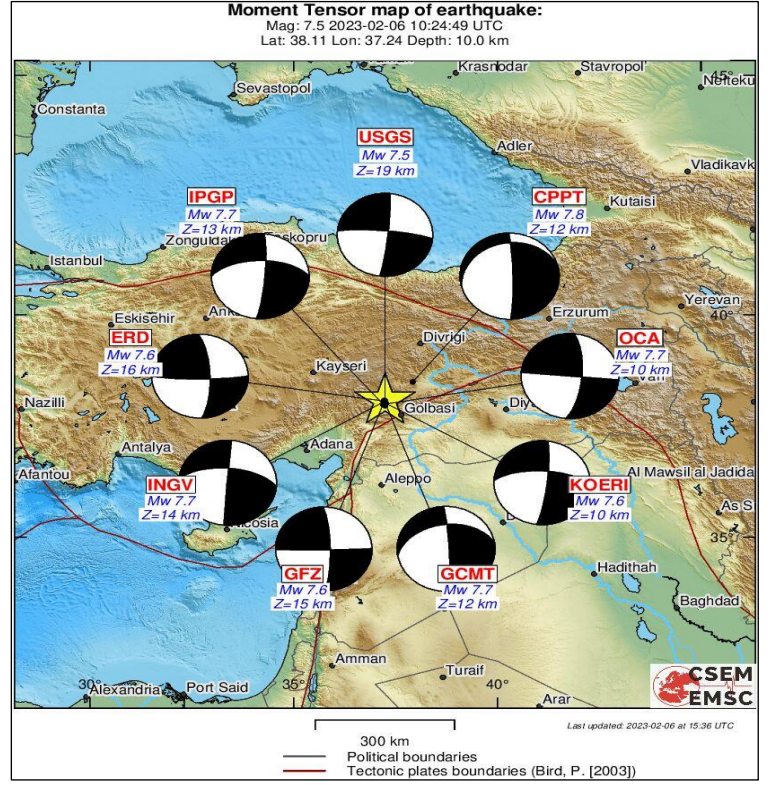 Moment Tensor map of earthquake:
Mag: 7.5 2023-02-06 10:24:49 UTC
Lat: 38.11 Lon: 37.24 Depth: 10.0 km
Krasnodar
Stavropol'
45°
Nefteku
Sevastopol
Constanta
USGS
Mw 7.5
Z=19 km
Adler
Vladikavk
IPGP
Mw 7.7
Z=13 km
CPPT
Mw 7.8
Z=12 km
Kutaisi
Zongulda
Taskopru
Istanbul
Eskisehir
Ank
Erzurum
Yerevan
40°
ERD
Mw 7.6
Z=16 km
Divrigi
OCA
Mw 7.7
Z=10 km
Kayseri
Van
Nazilli
Golbasi
Diy
Antalya
Adana
Afantou
INGV
Mw 7.7
Z=14 km
Aleppo
KOERI
Mw 7.6
Z=10 km
Al Mawsil al Jadida
As S
Nicosia
D
35°
GFZ
Mw 7.6
Z=15 km
GCMT
Mw 7.7
Z=12 km
Hadithah
Baghdad
Amman
Turaif
30°
Alexandria
Port Said
35°
40°
Arar
CSEM
EMSC
Last updated: 2023-02-06 at 15:36 UTC
300 km
Political boundaries
Tectonic plates boundaries (Bird, P. [2003])